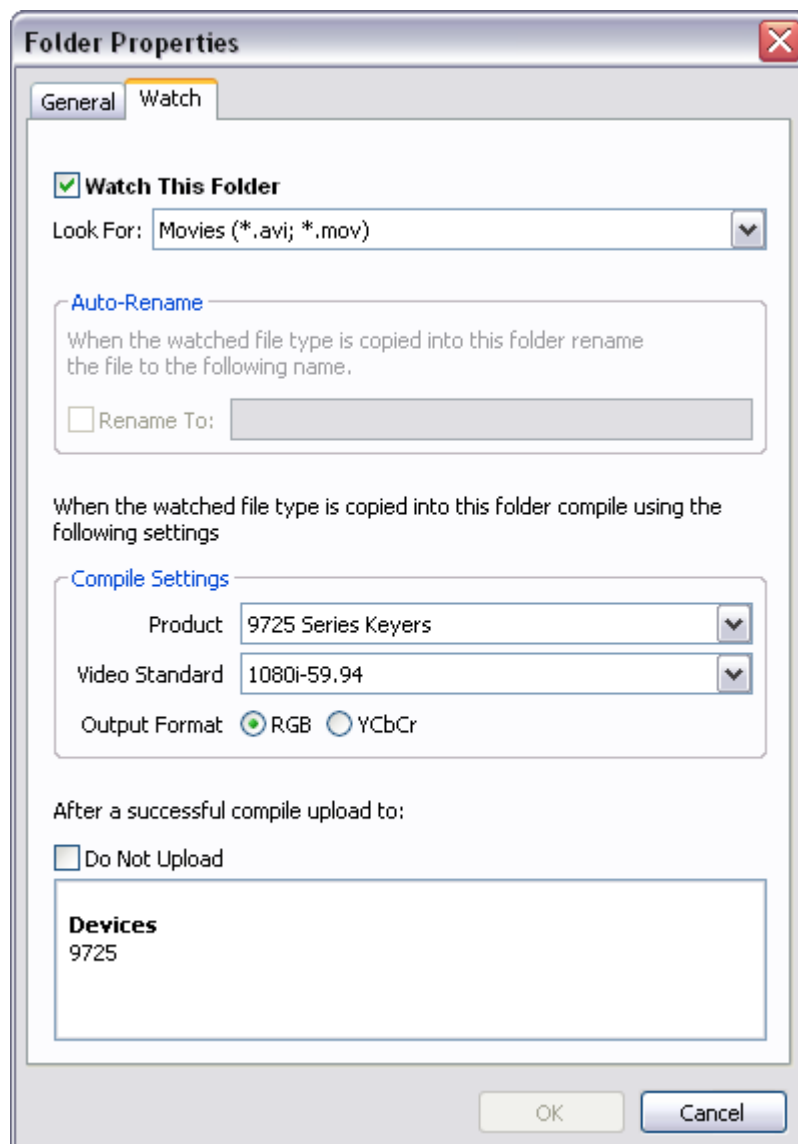 Folder Properties
General Watch
Watch This Folder
Look For: Movies (*.avi; *.mov)
Auto-Rename
When the watched file type is copied into this folder rename
the file to the following name.
Rename To:
When the watched file type is copied into this folder compile using the
following settings
Compile Settings
Product 9725 Series Keyers
Video Standard 1080i-59.94
Output Format RGB YCbCr
After a successful compile upload to:
Do Not Upload
Devices
9725
OK Cancel